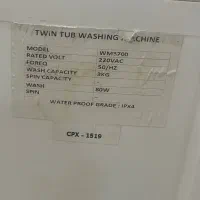 TWIN TUB WASHING MACHINE
MODEL WM5700
RATED VOLT 220VAC
FOREQ 50/HZ
WASH CAPACITY 3KG
SPIN CAPACITY
WASH 80W
SPIN
WATER PROOF GRADE - IPX4
CPX - 1519